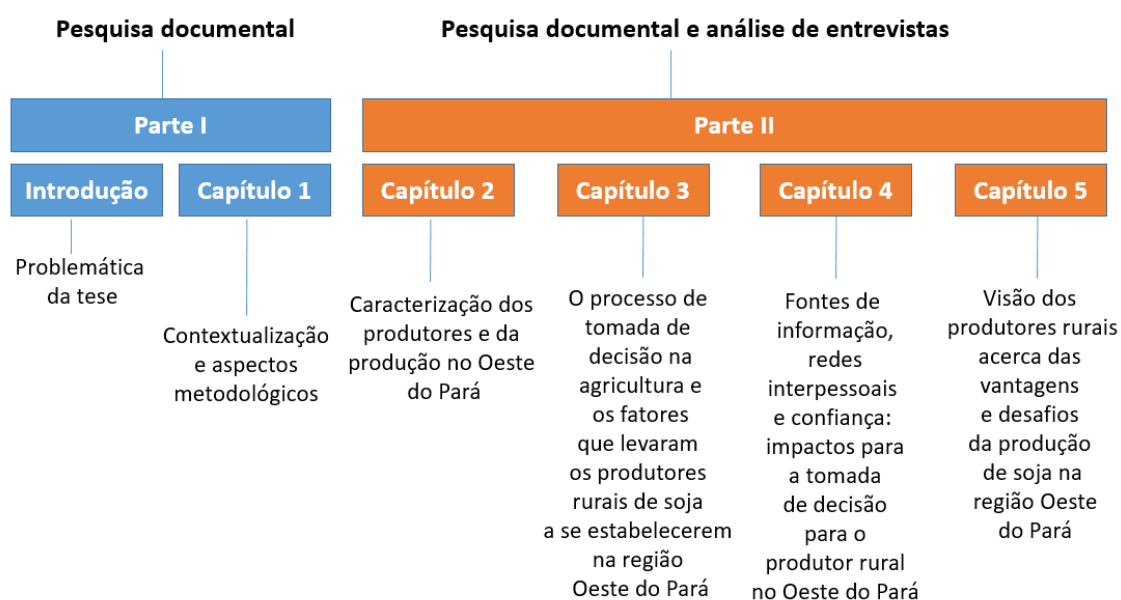 Pesquisa documental
Pesquisa documental e análise de entrevistas
Parte I
Parte II
Introdução
Capítulo 1
Capítulo 2
Capítulo 3
Capítulo 4
Capítulo 5
Problemática
da tese
Contextualização
e aspectos
metodológicos
Caracterização dos
produtores e da
produção no Oeste
do Pará
O processo de
tomada de
decisão na
agricultura e
os fatores
que levaram
os produtores
rurais de soja
a se estabelecerem
na região
Oeste do Pará
Fontes de
informação,
redes
interpessoais
e confiança:
impactos para
a tomada
de decisão
para o
produtor rural
no Oeste do Pará
Visão dos
produtores rurais
acerca das
vantagens
e desafios
da produção
de soja na
região Oeste
do Pará